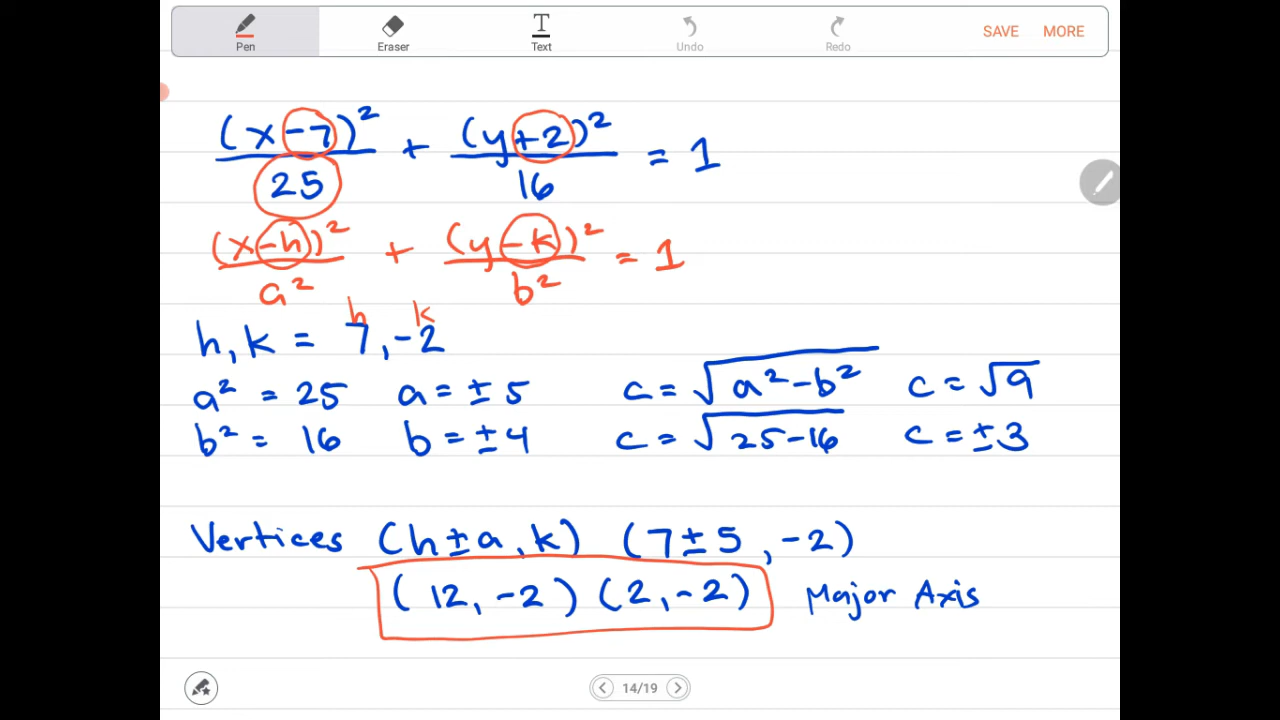 Pen Eraser Text Undo Redo SAVE MORE
(x-7)² / 25 + (y+2)² / 16 = 1
(x-h)² / a² + (y-k)² / b² = 1
h k
h,k = 7,-2
a² = 25 a = ±5 c = √(a²-b²) c = √9
b² = 16 b = ±4 c = √(25-16) c = ±3
Vertices (h±a,k) (7±5,-2)
(12,-2) (2,-2) Major Axis
14/19